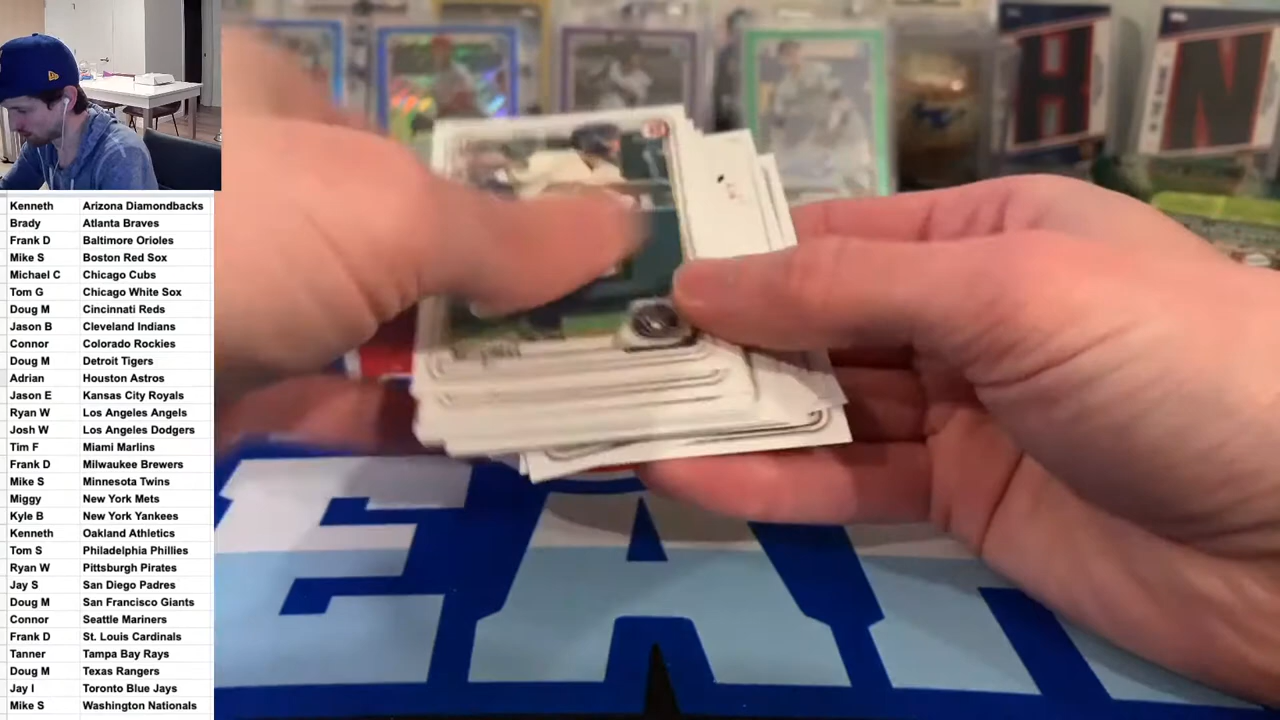 Kenneth Arizona Diamondbacks
Brady Atlanta Braves
Frank D Baltimore Orioles
Mike S Boston Red Sox
Michael C Chicago Cubs
Tom G Chicago White Sox
Doug M Cincinnati Reds
Jason B Cleveland Indians
Connor Colorado Rockies
Doug M Detroit Tigers
Adrian Houston Astros
Jason E Kansas City Royals
Ryan W Los Angeles Angels
Josh W Los Angeles Dodgers
Tim F Miami Marlins
Frank D Milwaukee Brewers
Mike S Minnesota Twins
Miggy New York Mets
Kyle B New York Yankees
Kenneth Oakland Athletics
Tom S Philadelphia Phillies
Ryan W Pittsburgh Pirates
Jay S San Diego Padres
Doug M San Francisco Giants
Connor Seattle Mariners
Frank D St. Louis Cardinals
Tanner Tampa Bay Rays
Doug M Texas Rangers
Jay I Toronto Blue Jays
Mike S Washington Nationals
H N